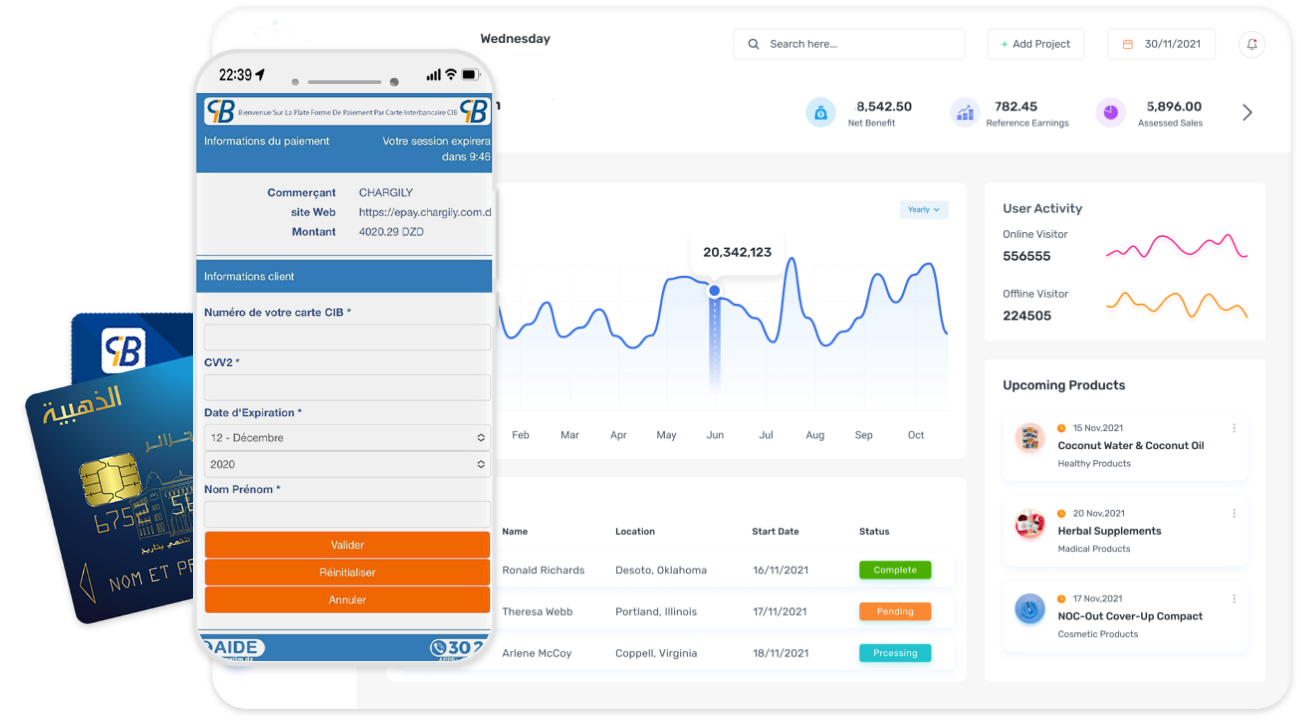 Wednesday
Search here...
+ Add Project
30/11/2021
8,542.50
Net Benefit
782.45
Reference Earnings
5,896.00
Assessed Sales
22:39
Bienvenue Sur La Plate Forme De Paiement Par Carte Interbancaire CIB
Informations du paiement
Votre session expirera
dans 9:46
Commerçant CHARGILY
site Web https://epay.chargily.com.d
Montant 4020.29 DZD
Informations client
Numéro de votre carte CIB *
CVV2 *
Date d'Expiration *
12 - Décembre
2020
Nom Prénom *
Valider
Réinitialiser
Annuler
AIDE
302
الذهبية
6752 56
تنتهي بتاريخ
NOM ET PR
Yearly
20,342,123
Feb Mar Apr May Jun Jul Aug Sep Oct
Name Location Start Date Status
Ronald Richards Desoto, Oklahoma 16/11/2021 Complete
Theresa Webb Portland, Illinois 17/11/2021 Pending
Arlene McCoy Coppell, Virginia 18/11/2021 Prcessing
User Activity
Online Visitor
556555
Offline Visitor
224505
Upcoming Products
15 Nov,2021
Coconut Water & Coconut Oil
Healthy Products
20 Nov,2021
Herbal Supplements
Madical Products
17 Nov,2021
NOC-Out Cover-Up Compact
Cosmetic Products